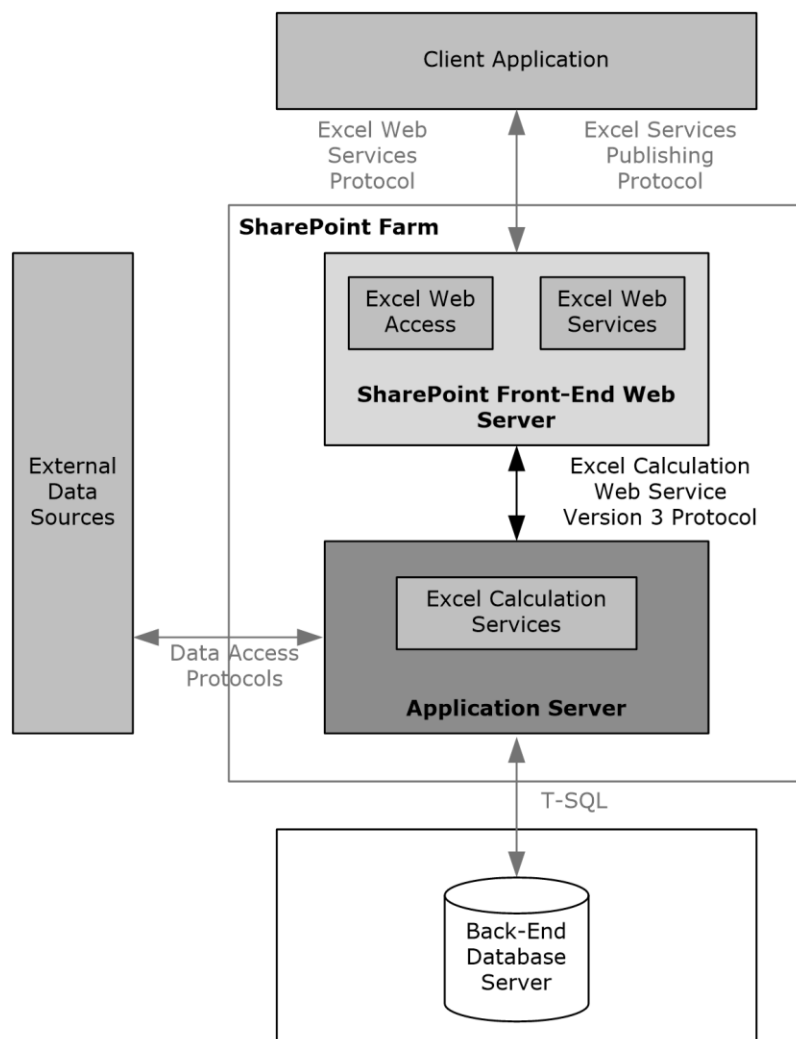 Client Application
Excel Web
Services
Protocol
Excel Services
Publishing
Protocol
SharePoint Farm
Excel Web
Access
Excel Web
Services
SharePoint Front-End Web
Server
External
Data
Sources
Excel Calculation
Web Service
Version 3 Protocol
Excel Calculation
Services
Data Access
Protocols
Application Server
T-SQL
Back-End
Database
Server